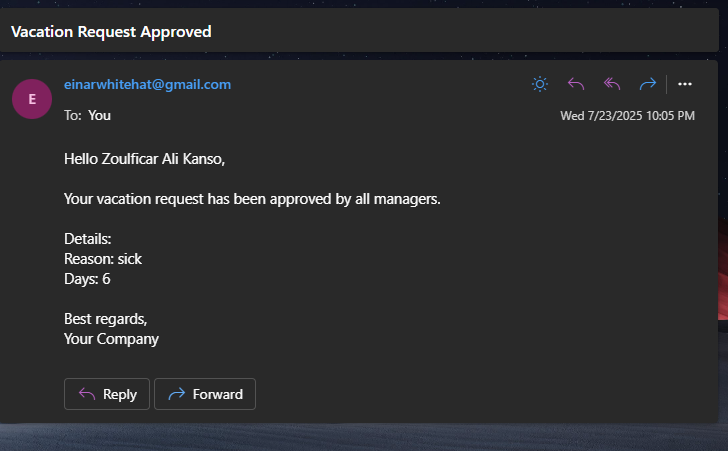 Vacation Request Approved
E
einarwhitehat@gmail.com
To: You
Wed 7/23/2025 10:05 PM
Hello Zoulficar Ali Kanso,
Your vacation request has been approved by all managers.
Details:
Reason: sick
Days: 6
Best regards,
Your Company
Reply
Forward